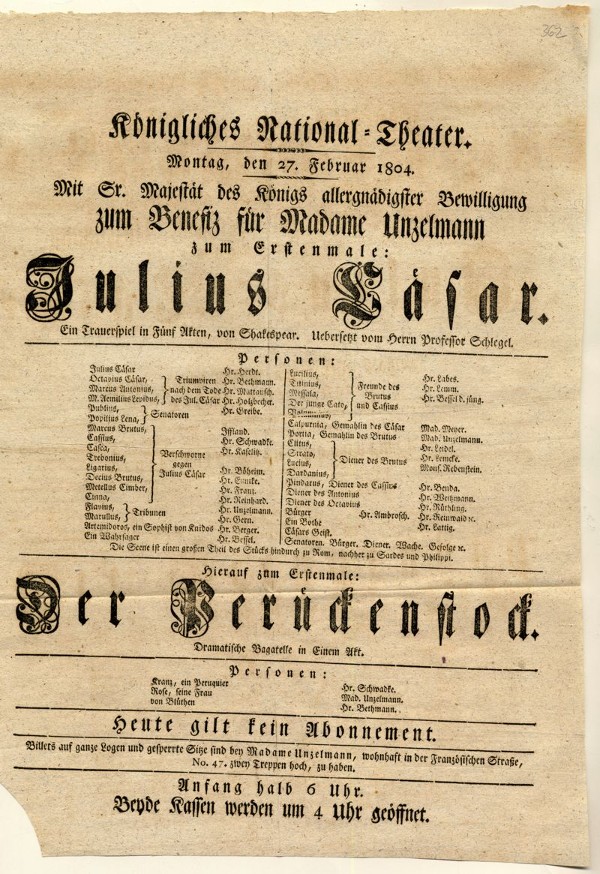 362
Königliches National-Theater.
Montag, den 27. Februar 1804.
Mit Sr. Majestät des Königs allergnädigster Bewilligung
zum Benefiz für Madame Unzelmann
zum Erstenmale:
Julius Cäsar.
Ein Trauerspiel in Fünf Akten, von Shakespear. Uebersetzt vom Herrn Professor Schlegel.
Personen:
Julius Cäsar Hr. Herdt.
Octavius Cäsar, Triumviren Hr. Bethmann.
Marcus Antonius, nach dem Tode Hr. Mattausch.
M. Aemilius Lepidus, des Jul. Cäsar Hr. Holzbecher.
Publius, Senatoren Hr. Greibe.
Popilius Lena,
Marcus Brutus, Iffland.
Cassius, Hr. Schwadke.
Casca, Verschworne Hr. Kaselitz.
Trebonius, gegen
Ligarius, Julius Cäsar Hr. Böheim.
Decius Brutus, Hr. Lemcke.
Metellus Cimber, Hr. Franz.
Cinna, Hr. Reinhard.
Flavius, Tribunen Hr. Unzelmann.
Marullus, Hr. Gern.
Artemidoros, ein Sophist von Knidos Hr. Berger.
Ein Wahrsager Hr. Bessel.
Lucilius, Hr. Labes.
Titinius, Freunde des Hr. Lemm.
Messala, Brutus Hr. Bessel d. jüng.
Der junge Cato, und Cassius
Volumnius,
Calpurnia, Gemahlin des Cäsar Mad. Meyer.
Portia, Gemahlin des Brutus Mad. Unzelmann.
Clitus, Hr. Leidel.
Strato, Diener des Brutus Hr. Lemcke.
Lucius, Mons. Rebenstein.
Dardanius,
Pindarus, Diener des Cassius Hr. Benda.
Diener des Antonius Hr. Weitzmann.
Diener des Octavius Hr. Rüthling.
Bürger Hr. Ambrosch. Hr. Reinwald ꝛc.
Ein Bothe Hr. Lattig.
Cäsars Geist.
Senatoren. Bürger. Diener. Wache. Gefolge ꝛc.
Die Scene ist einen großen Theil des Stücks hindurch zu Rom, nachher zu Sardes und Philippi.
Hierauf zum Erstenmale:
Der Perückenstock.
Dramatische Bagatelle in Einem Akt.
Personen:
Kranz, ein Peruquier Hr. Schwadke.
Rose, seine Frau Mad. Unzelmann.
von Blüthen Hr. Bethmann.
Heute gilt kein Abonnement.
Billets auf ganze Logen und gesperrte Sitze sind bey Madame Unzelmann, wohnhaft in der Französischen Straße,
No. 47. zwey Treppen hoch, zu haben.
Anfang halb 6 Uhr.
Beyde Kassen werden um 4 Uhr geöffnet.